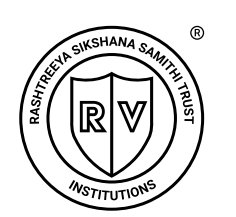 ®
RASHTREEYA SIKSHANA SAMITHI TRUST
RV
INSTITUTIONS